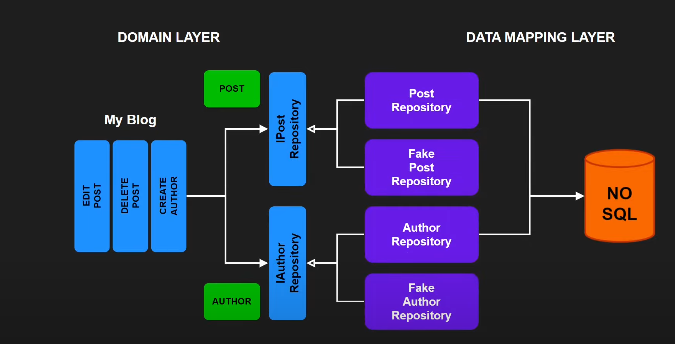 DOMAIN LAYER
DATA MAPPING LAYER
POST
IPost
Repository
Post
Repository
My Blog
EDIT
POST
DELETE
POST
CREATE
AUTHOR
Fake
Post
Repository
NO
SQL
IAuthor
Repository
Author
Repository
AUTHOR
Fake
Author
Repository